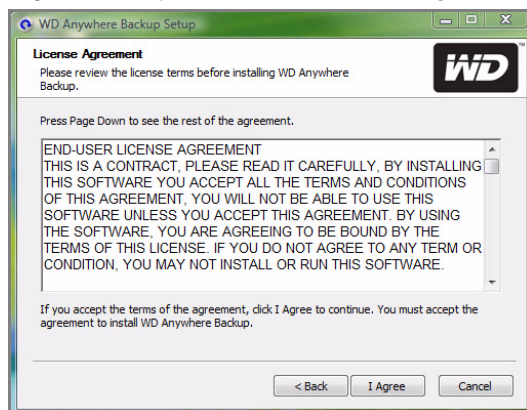 WD Anywhere Backup Setup
License Agreement
Please review the license terms before installing WD Anywhere
Backup.
WD
Press Page Down to see the rest of the agreement.
END-USER LICENSE AGREEMENT
THIS IS A CONTRACT, PLEASE READ IT CAREFULLY, BY INSTALLING
THIS SOFTWARE YOU ACCEPT ALL THE TERMS AND CONDITIONS
OF THIS AGREEMENT, YOU WILL NOT BE ABLE TO USE THIS
SOFTWARE UNLESS YOU ACCEPT THIS AGREEMENT. BY USING
THE SOFTWARE, YOU ARE AGREEING TO BE BOUND BY THE
TERMS OF THIS LICENSE. IF YOU DO NOT AGREE TO ANY TERM OR
CONDITION, YOU MAY NOT INSTALL OR RUN THIS SOFTWARE.
If you accept the terms of the agreement, click I Agree to continue. You must accept the
agreement to install WD Anywhere Backup.
< Back I Agree Cancel